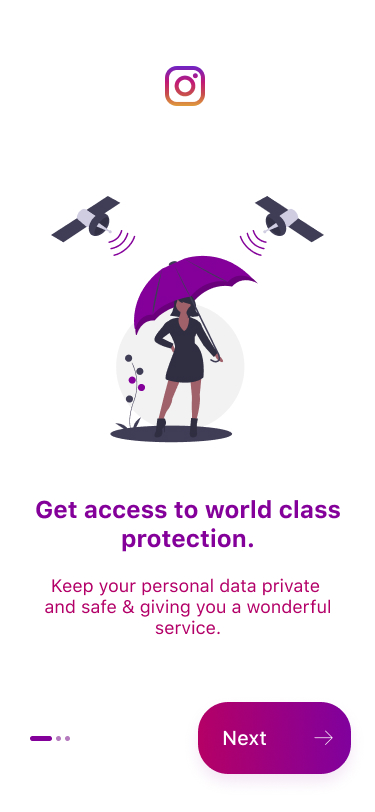 Get access to world class
protection.
Keep your personal data private
and safe & giving you a wonderful
service.
Next